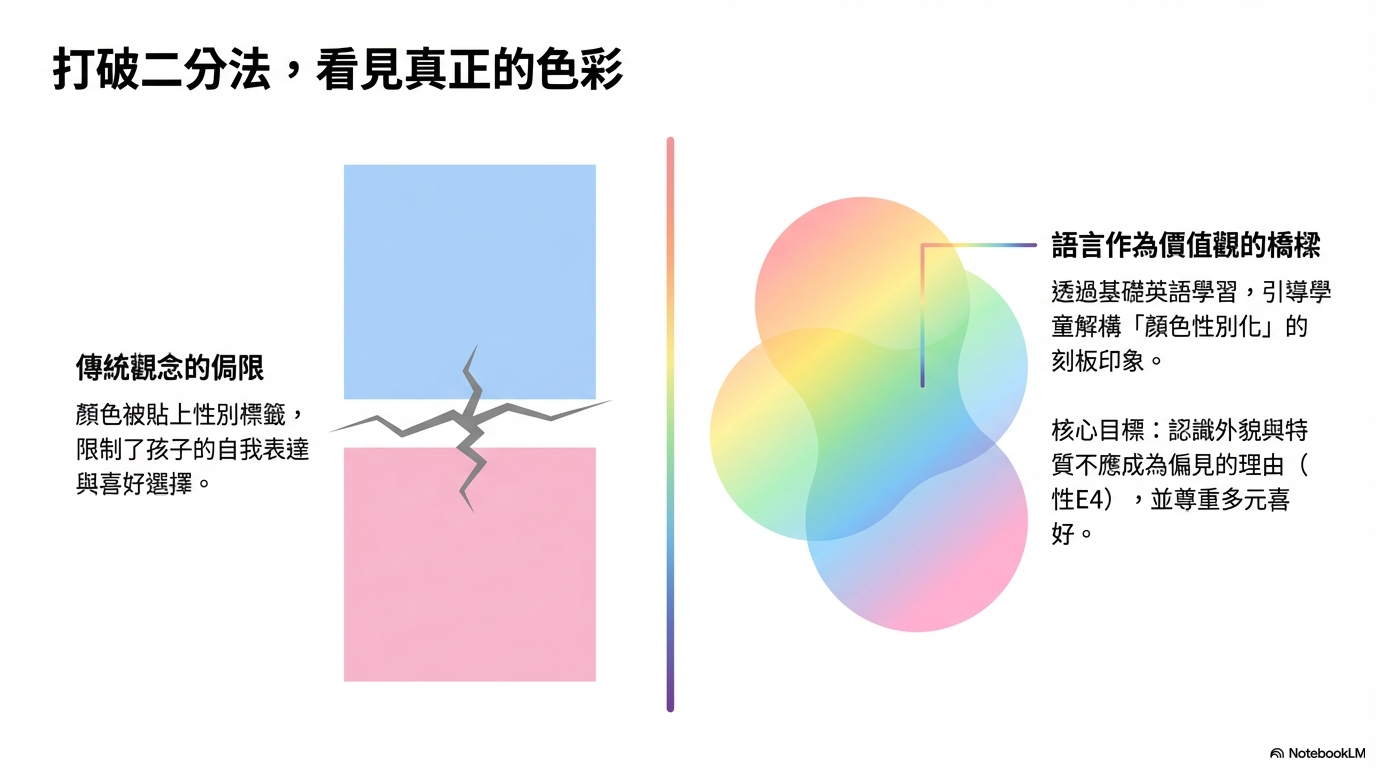 打破二分法，看見真正的色彩
傳統觀念的侷限
顏色被貼上性別標籤，
限制了孩子的自我表達
與喜好選擇。
語言作為價值觀的橋樑
透過基礎英語學習，引導學
童解構「顏色性別化」的
刻板印象。
核心目標：認識外貌與特
質不應成為偏見的理由（
性E4），並尊重多元喜
好。
NotebookLM